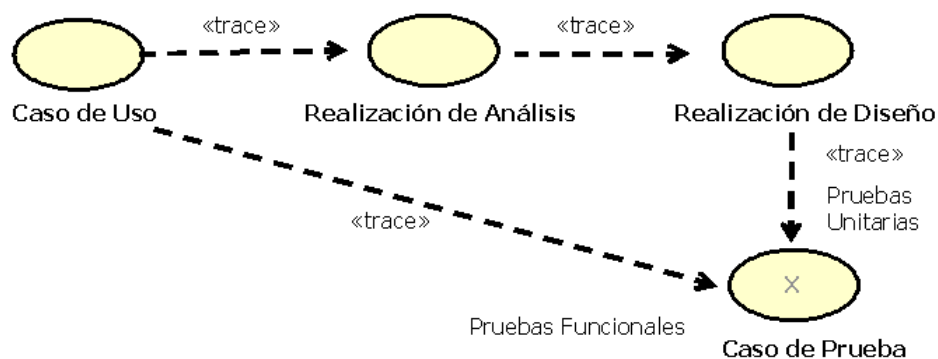 «trace»
«trace»
Caso de Uso
Realización de Análisis
Realización de Diseño
«trace»
Pruebas
Unitarias
«trace»
X
Pruebas Funcionales
Caso de Prueba